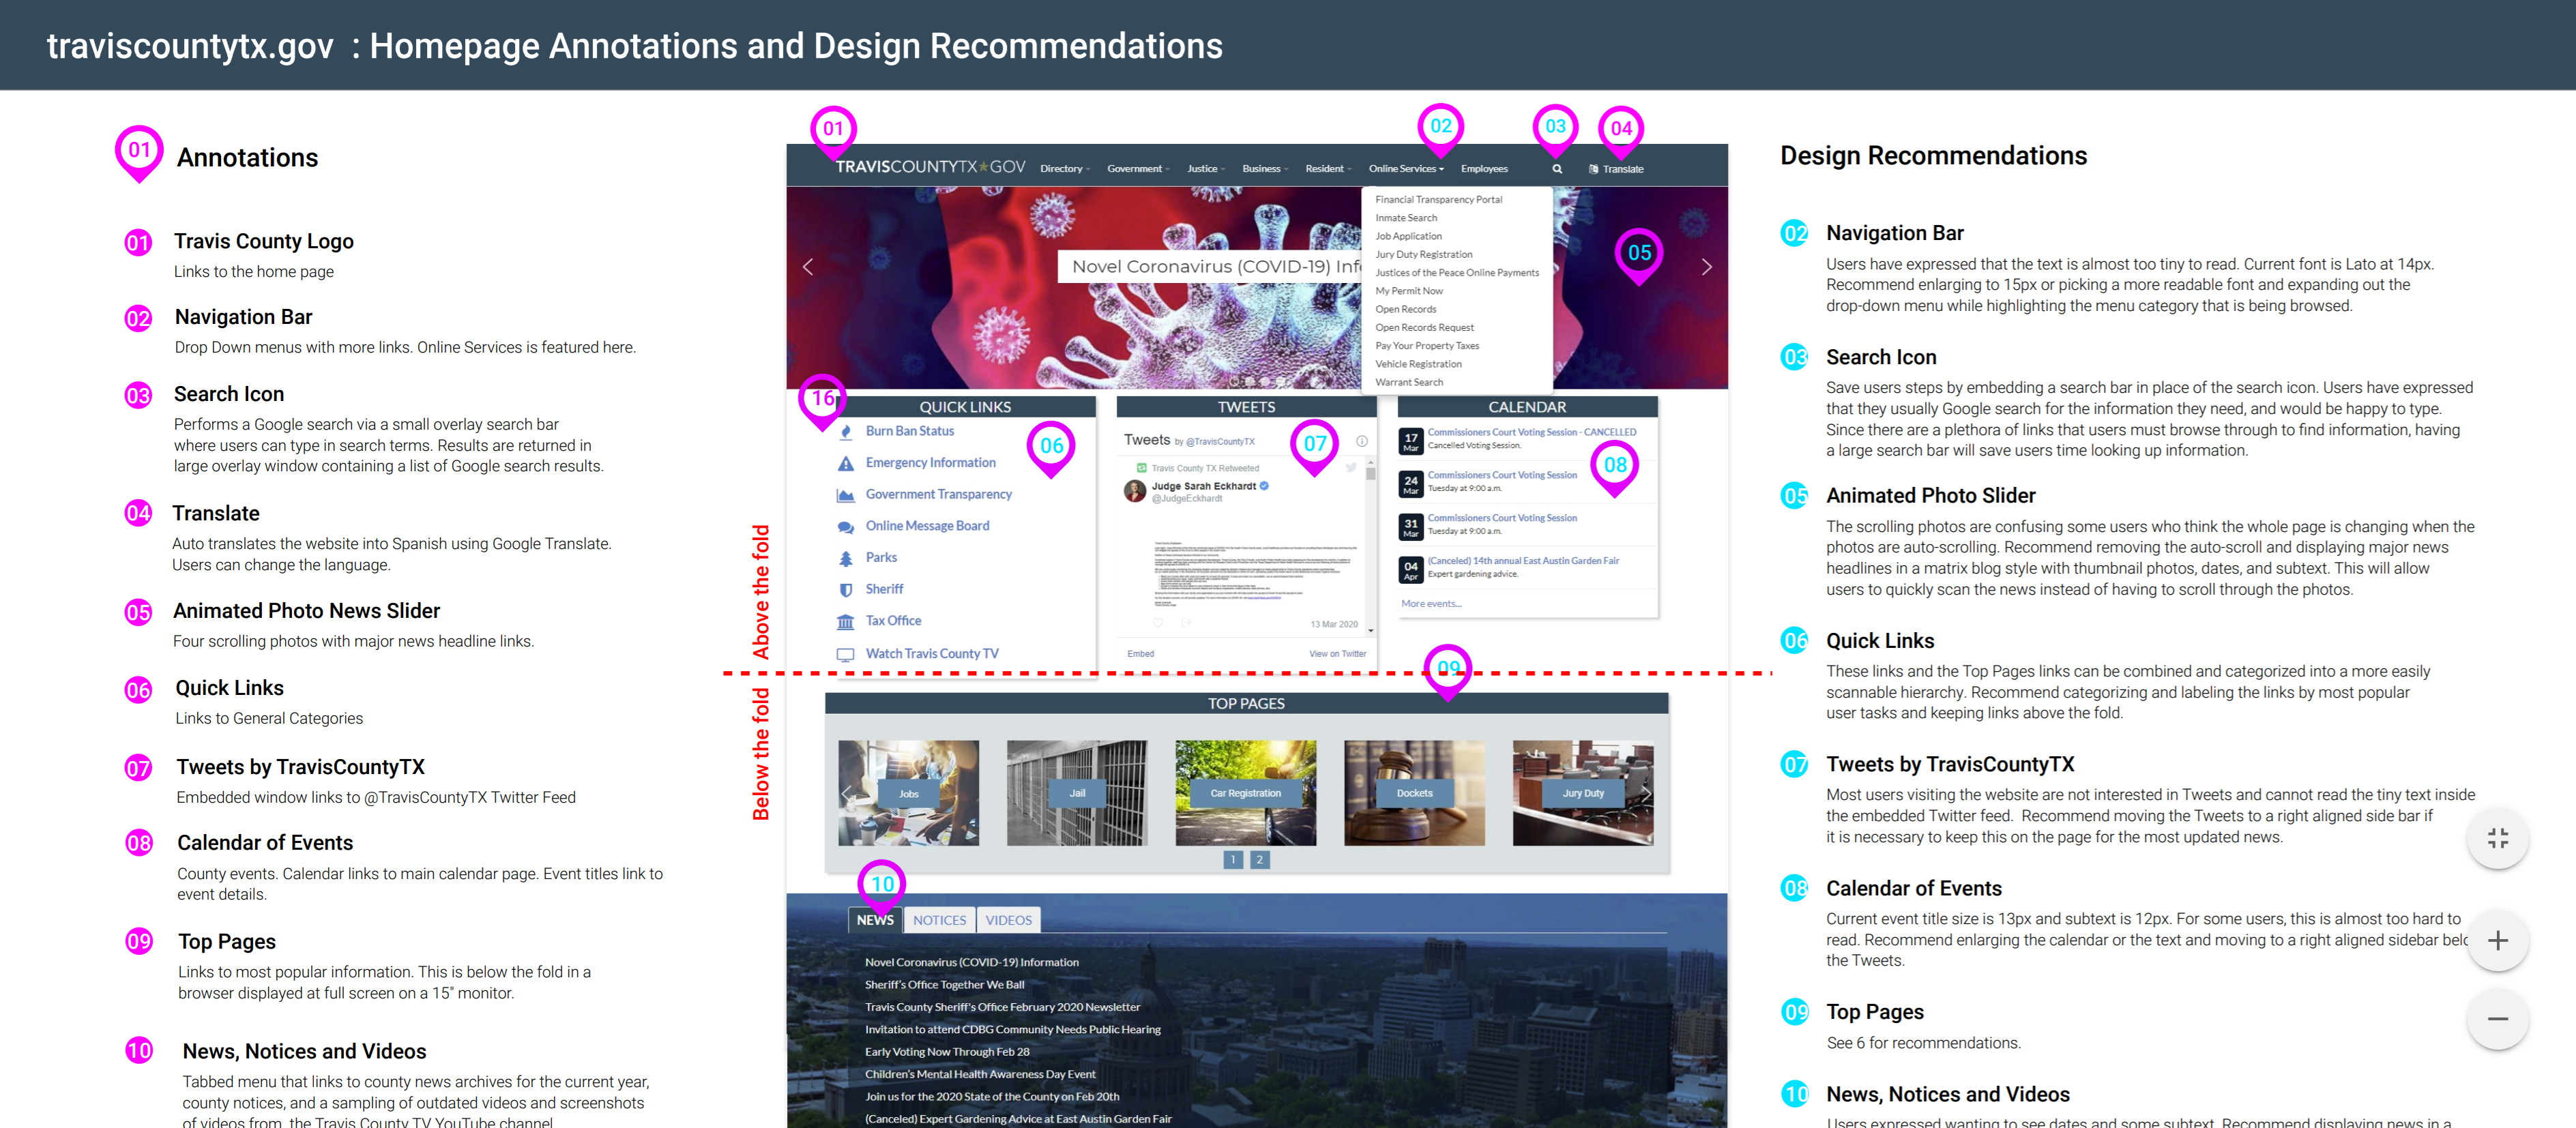 traviscountytx.gov : Homepage Annotations and Design Recommendations
01
Annotations
01
Travis County Logo
Links to the home page
02
Navigation Bar
Drop Down menus with more links. Online Services is featured here.
03
Search Icon
Performs a Google search via a small overlay search bar
where users can type in search terms. Results are returned in
large overlay window containing a list of Google search results.
04
Translate
Auto translates the website into Spanish using Google Translate.
Users can change the language.
05
Animated Photo News Slider
Four scrolling photos with major news headline links.
06
Quick Links
Links to General Categories
07
Tweets by TravisCountyTX
Embedded window links to @TravisCountyTX Twitter Feed
08
Calendar of Events
County events. Calendar links to main calendar page. Event titles link to
event details.
09
Top Pages
Links to most popular information. This is below the fold in a
browser displayed at full screen on a 15" monitor.
10
News, Notices and Videos
Tabbed menu that links to county news archives for the current year,
county notices, and a sampling of outdated videos and screenshots
of videos from the Travis County TV YouTube channel
01
02
03
04
TRAVISCOUNTYTX★GOV
Directory
Government
Justice
Business
Resident
Online Services
Employees
Translate
Financial Transparency Portal
Inmate Search
Job Application
Jury Duty Registration
Justices of the Peace Online Payments
My Permit Now
Open Records
Open Records Request
Pay Your Property Taxes
Vehicle Registration
Warrant Search
05
Novel Coronavirus (COVID-19) Inf
16
QUICK LINKS
06
Burn Ban Status
Emergency Information
Government Transparency
Online Message Board
Parks
Sheriff
Tax Office
Watch Travis County TV
TWEETS
07
Tweets by @TravisCountyTX
Travis County TX Retweeted
Judge Sarah Eckhardt
@JudgeEckhardt
13 Mar 2020
Embed
View on Twitter
CALENDAR
08
17 Mar
Commissioners Court Voting Session - CANCELLED
Cancelled Voting Session.
24 Mar
Commissioners Court Voting Session
Tuesday at 9:00 a.m.
31 Mar
Commissioners Court Voting Session
Tuesday at 9:00 a.m.
04 Apr
(Canceled) 14th annual East Austin Garden Fair
Expert gardening advice.
More events...
Above the fold
Below the fold
09
TOP PAGES
Jobs
Jail
Car Registration
Dockets
Jury Duty
1
2
10
NEWS
NOTICES
VIDEOS
Novel Coronavirus (COVID-19) Information
Sheriff's Office Together We Ball
Travis County Sheriff's Office February 2020 Newsletter
Invitation to attend CDBG Community Needs Public Hearing
Early Voting Now Through Feb 28
Children's Mental Health Awareness Day Event
Join us for the 2020 State of the County on Feb 20th
(Canceled) Expert Gardening Advice at East Austin Garden Fair
Design Recommendations
02
Navigation Bar
Users have expressed that the text is almost too tiny to read. Current font is Lato at 14px.
Recommend enlarging to 15px or picking a more readable font and expanding out the
drop-down menu while highlighting the menu category that is being browsed.
03
Search Icon
Save users steps by embedding a search bar in place of the search icon. Users have expressed
that they usually Google search for the information they need, and would be happy to type.
Since there are a plethora of links that users must browse through to find information, having
a large search bar will save users time looking up information.
05
Animated Photo Slider
The scrolling photos are confusing some users who think the whole page is changing when the
photos are auto-scrolling. Recommend removing the auto-scroll and displaying major news
headlines in a matrix blog style with thumbnail photos, dates, and subtext. This will allow
users to quickly scan the news instead of having to scroll through the photos.
06
Quick Links
These links and the Top Pages links can be combined and categorized into a more easily
scannable hierarchy. Recommend categorizing and labeling the links by most popular
user tasks and keeping links above the fold.
07
Tweets by TravisCountyTX
Most users visiting the website are not interested in Tweets and cannot read the tiny text inside
the embedded Twitter feed. Recommend moving the Tweets to a right aligned side bar if
it is necessary to keep this on the page for the most updated news.
08
Calendar of Events
Current event title size is 13px and subtext is 12px. For some users, this is almost too hard to
read. Recommend enlarging the calendar or the text and moving to a right aligned sidebar belo
the Tweets.
09
Top Pages
See 6 for recommendations.
10
News, Notices and Videos
Users expressed wanting to see dates and some subtext. Recommend displaying news in a